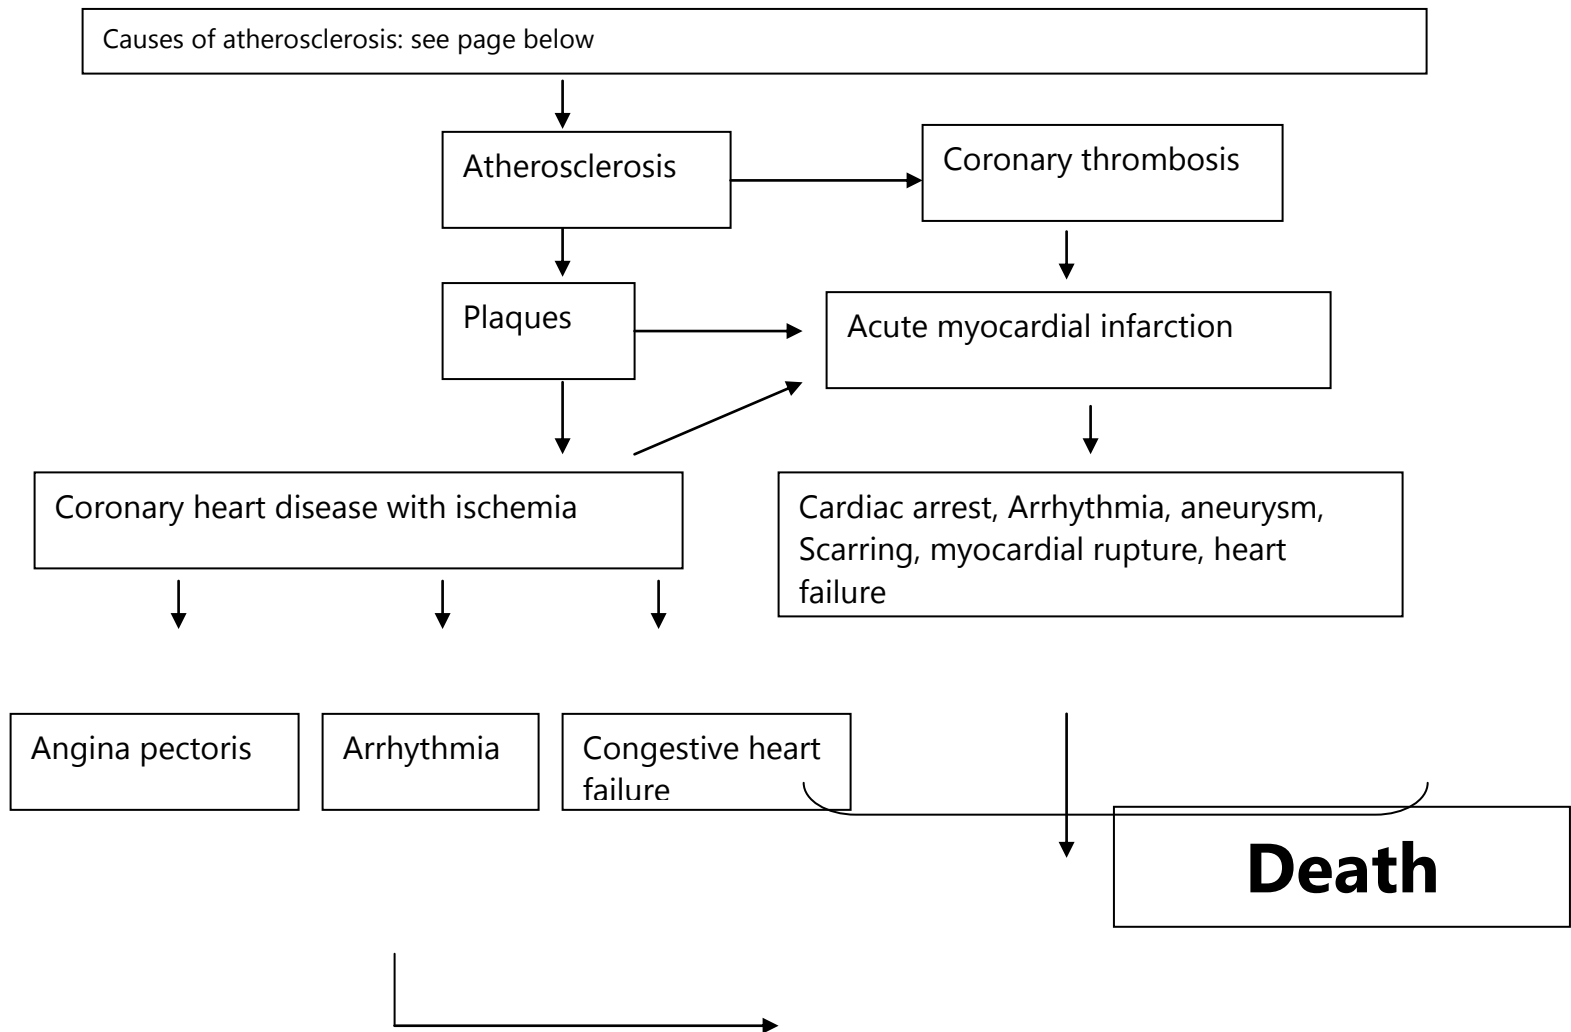 Causes of atherosclerosis: see page below
Atherosclerosis
Coronary thrombosis
Plaques
Acute myocardial infarction
Coronary heart disease with ischemia
Cardiac arrest, Arrhythmia, aneurysm,
Scarring, myocardial rupture, heart
failure
Angina pectoris
Arrhythmia
Congestive heart
failure
Death